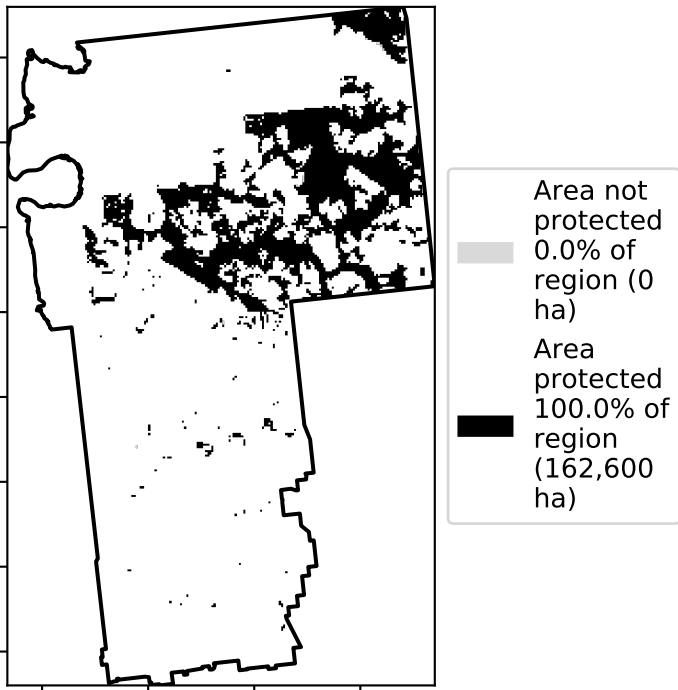 Area not
protected
0.0% of
region (0
ha)
Area
protected
100.0% of
region
(162,600
ha)